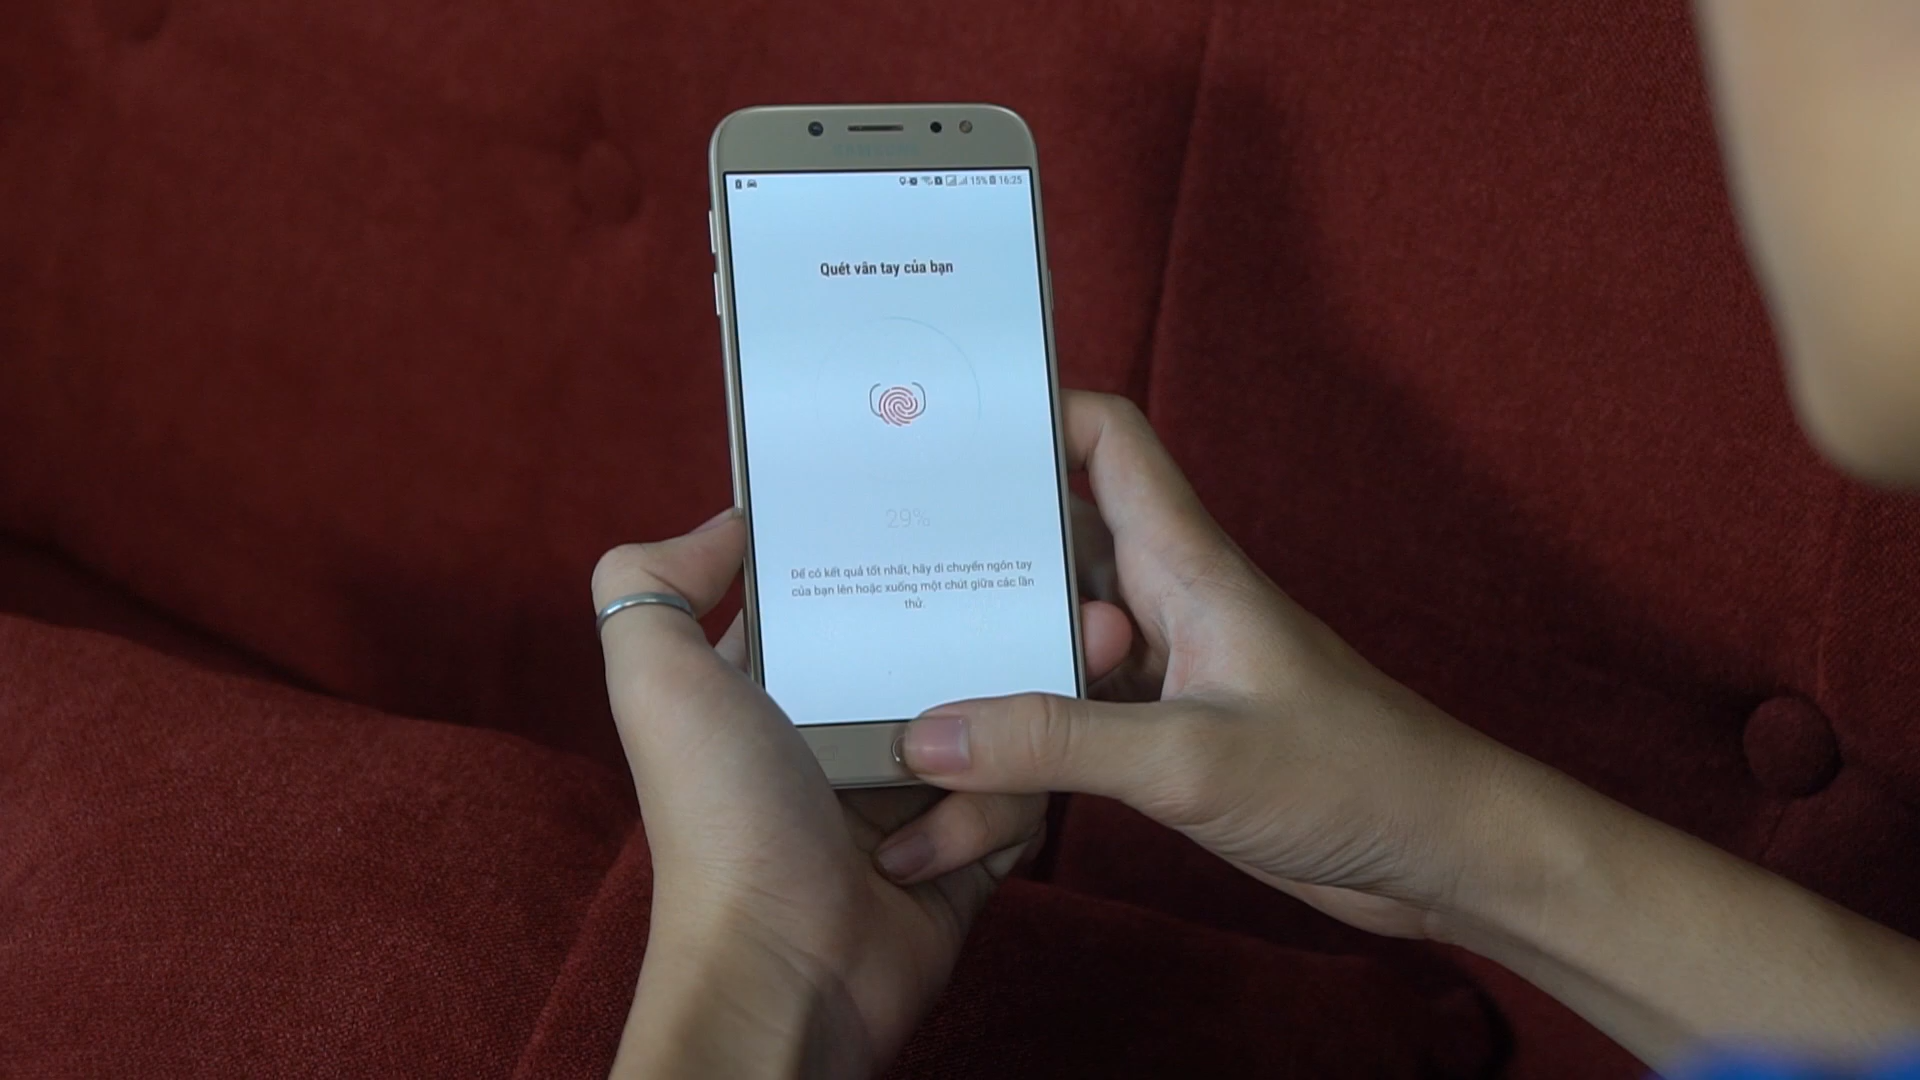 SAMSUNG
15% 16:25
Quét vân tay của bạn
29%
Để có kết quả tốt nhất, hãy di chuyển ngón tay
của bạn lên hoặc xuống một chút giữa các lần
thử.